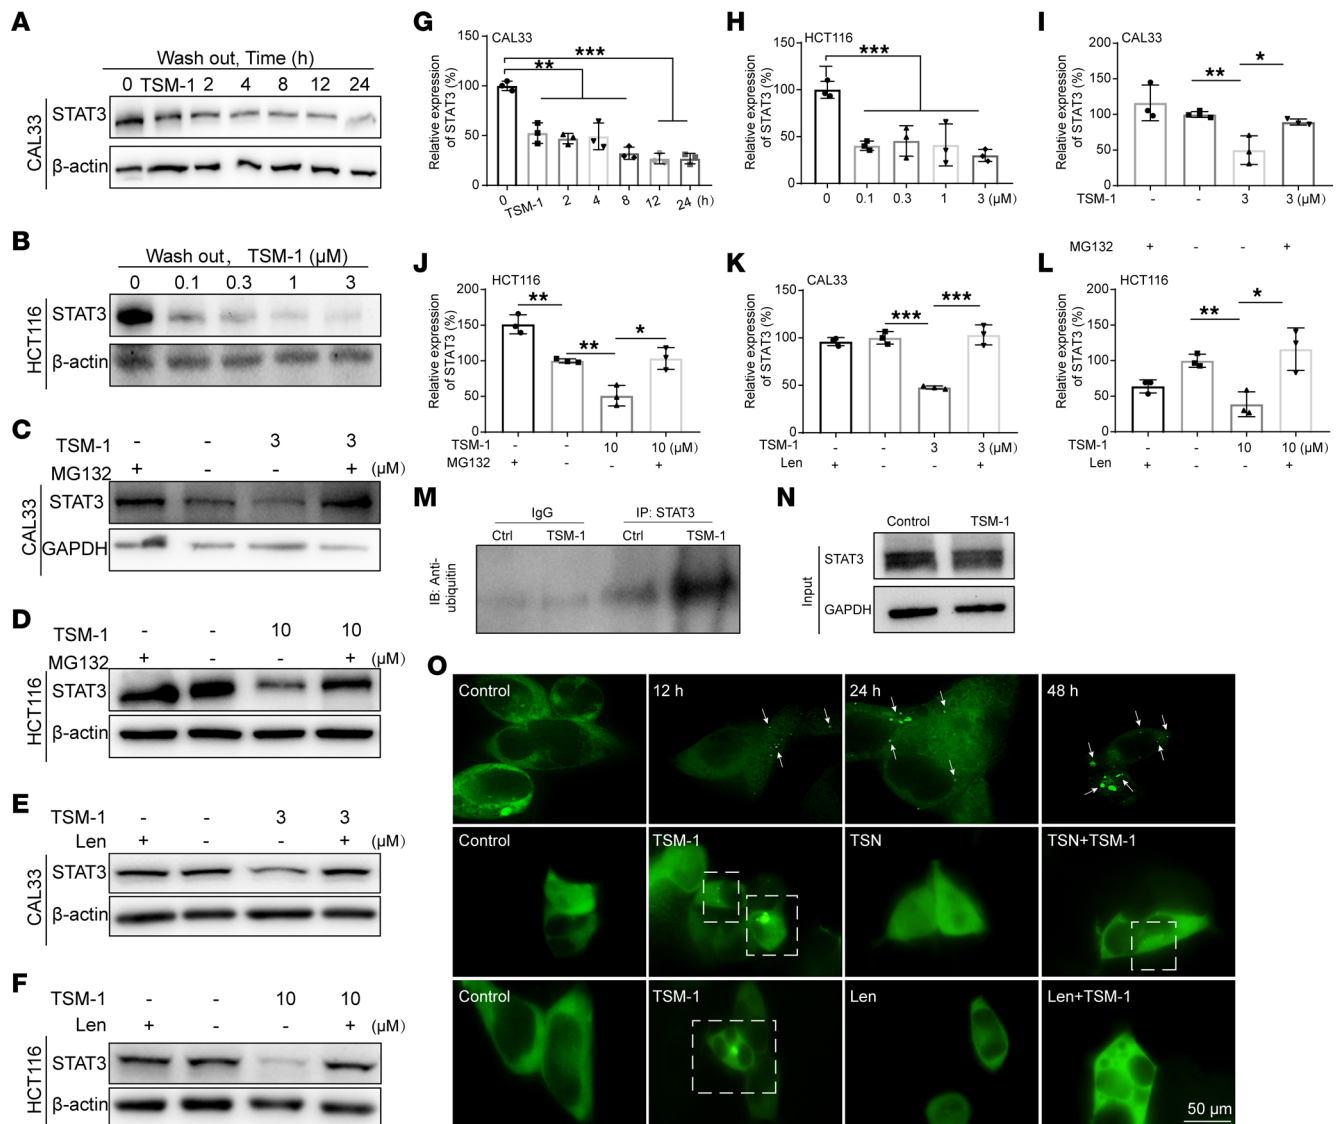 A
Wash out, Time (h)
0 TSM-1 2 4 8 12 24
CAL33
STAT3
β-actin
B
Wash out, TSM-1 (μM)
0 0.1 0.3 1 3
HCT116
STAT3
β-actin
C
TSM-1 - - 3 3
MG132 + - - + (μM)
CAL33
STAT3
GAPDH
D
TSM-1 - - 10 10
MG132 + - - + (μM)
HCT116
STAT3
β-actin
E
TSM-1 - - 3 3
Len + - - + (μM)
CAL33
STAT3
β-actin
F
TSM-1 - - 10 10
Len + - - + (μM)
HCT116
STAT3
β-actin
G
CAL33
Relative expression
of STAT3 (%)
150
100
50
0
***
**
0 TSM-1 2 4 8 12 24 (h)
H
HCT116
Relative expression
of STAT3 (%)
150
100
50
0
***
0 0.1 0.3 1 3 (μM)
I
CAL33
Relative expression
of STAT3 (%)
200
150
100
50
0
** *
TSM-1 - - 3 3 (μM)
MG132 + - - +
J
HCT116
Relative expression
of STAT3 (%)
200
150
100
50
0
** ** *
TSM-1 - - 10 10 (μM)
MG132 + - - +
K
CAL33
Relative expression
of STAT3 (%)
150
100
50
0
*** ***
TSM-1 - - 3 3 (μM)
Len + - - +
L
HCT116
Relative expression
of STAT3 (%)
200
150
100
50
0
** *
TSM-1 - - 10 10 (μM)
Len + - - +
M
IgG IP: STAT3
Ctrl TSM-1 Ctrl TSM-1
IB: Anti-
ubiquitin
N
Control TSM-1
Input
STAT3
GAPDH
O
Control 12 h 24 h 48 h
Control TSM-1 TSN TSN+TSM-1
Control TSM-1 Len Len+TSM-1
50 μm